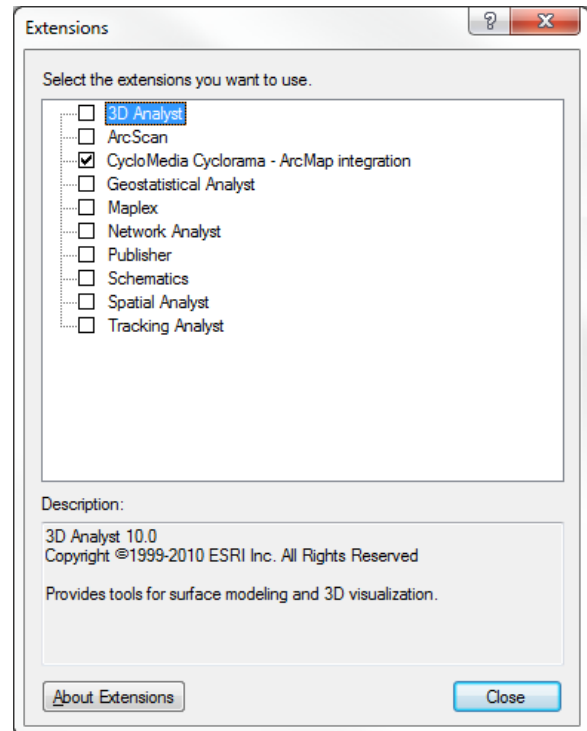 Extensions
Select the extensions you want to use.
3D Analyst
ArcScan
CycloMedia Cyclorama - ArcMap integration
Geostatistical Analyst
Maplex
Network Analyst
Publisher
Schematics
Spatial Analyst
Tracking Analyst
Description:
3D Analyst 10.0
Copyright ©1999-2010 ESRI Inc. All Rights Reserved
Provides tools for surface modeling and 3D visualization.
About Extensions Close